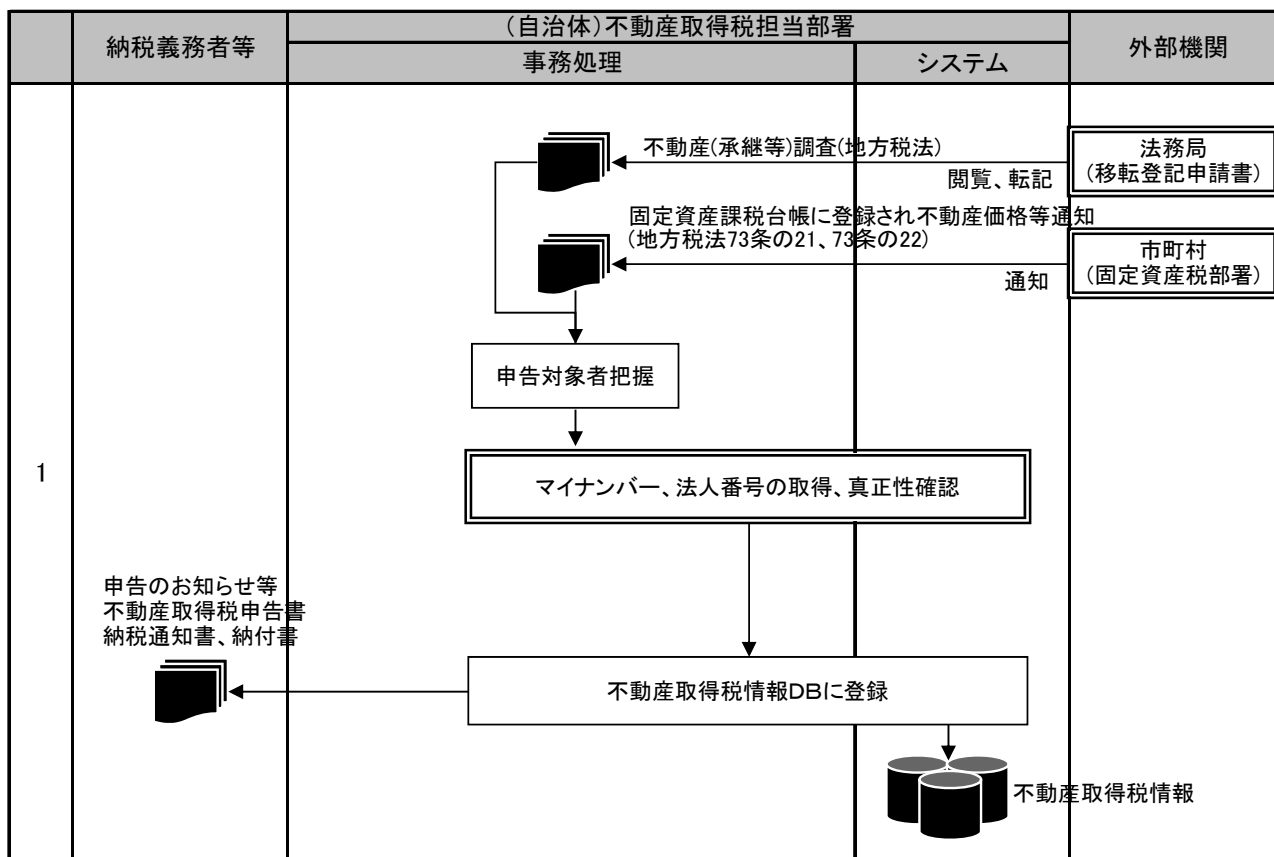 納税義務者等
(自治体)不動産取得税担当部署
事務処理
システム
外部機関
1
不動産(承継等)調査(地方税法)
閲覧、転記
法務局
(移転登記申請書)
固定資産課税台帳に登録され不動産価格等通知
(地方税法73条の21、73条の22)
通知
市町村
(固定資産税部署)
申告対象者把握
マイナンバー、法人番号の取得、真正性確認
申告のお知らせ等
不動産取得税申告書
納税通知書、納付書
不動産取得税情報DBに登録
不動産取得税情報